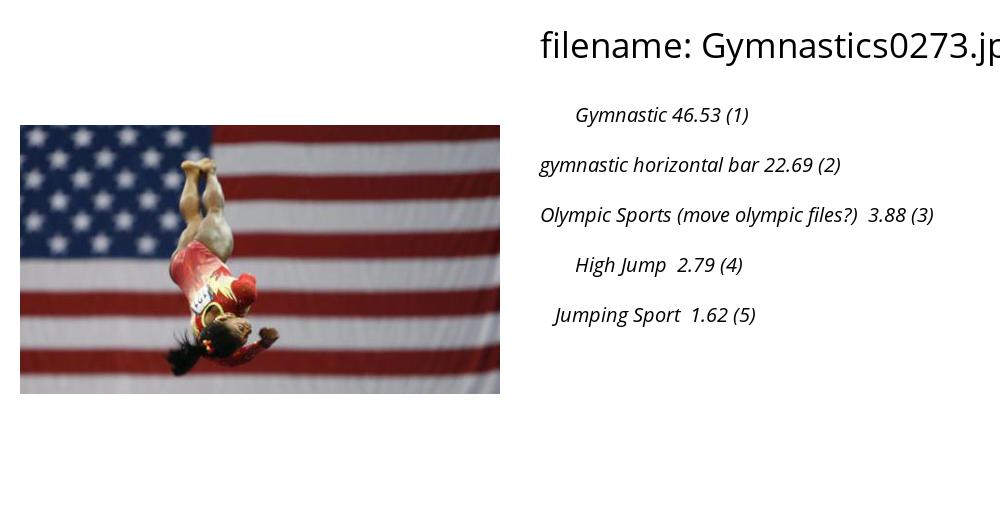 filename: Gymnastics0273.jp
Gymnastic 46.53 (1)
gymnastic horizontal bar 22.69 (2)
Olympic Sports (move olympic files?) 3.88 (3)
High Jump 2.79 (4)
Jumping Sport 1.62 (5)